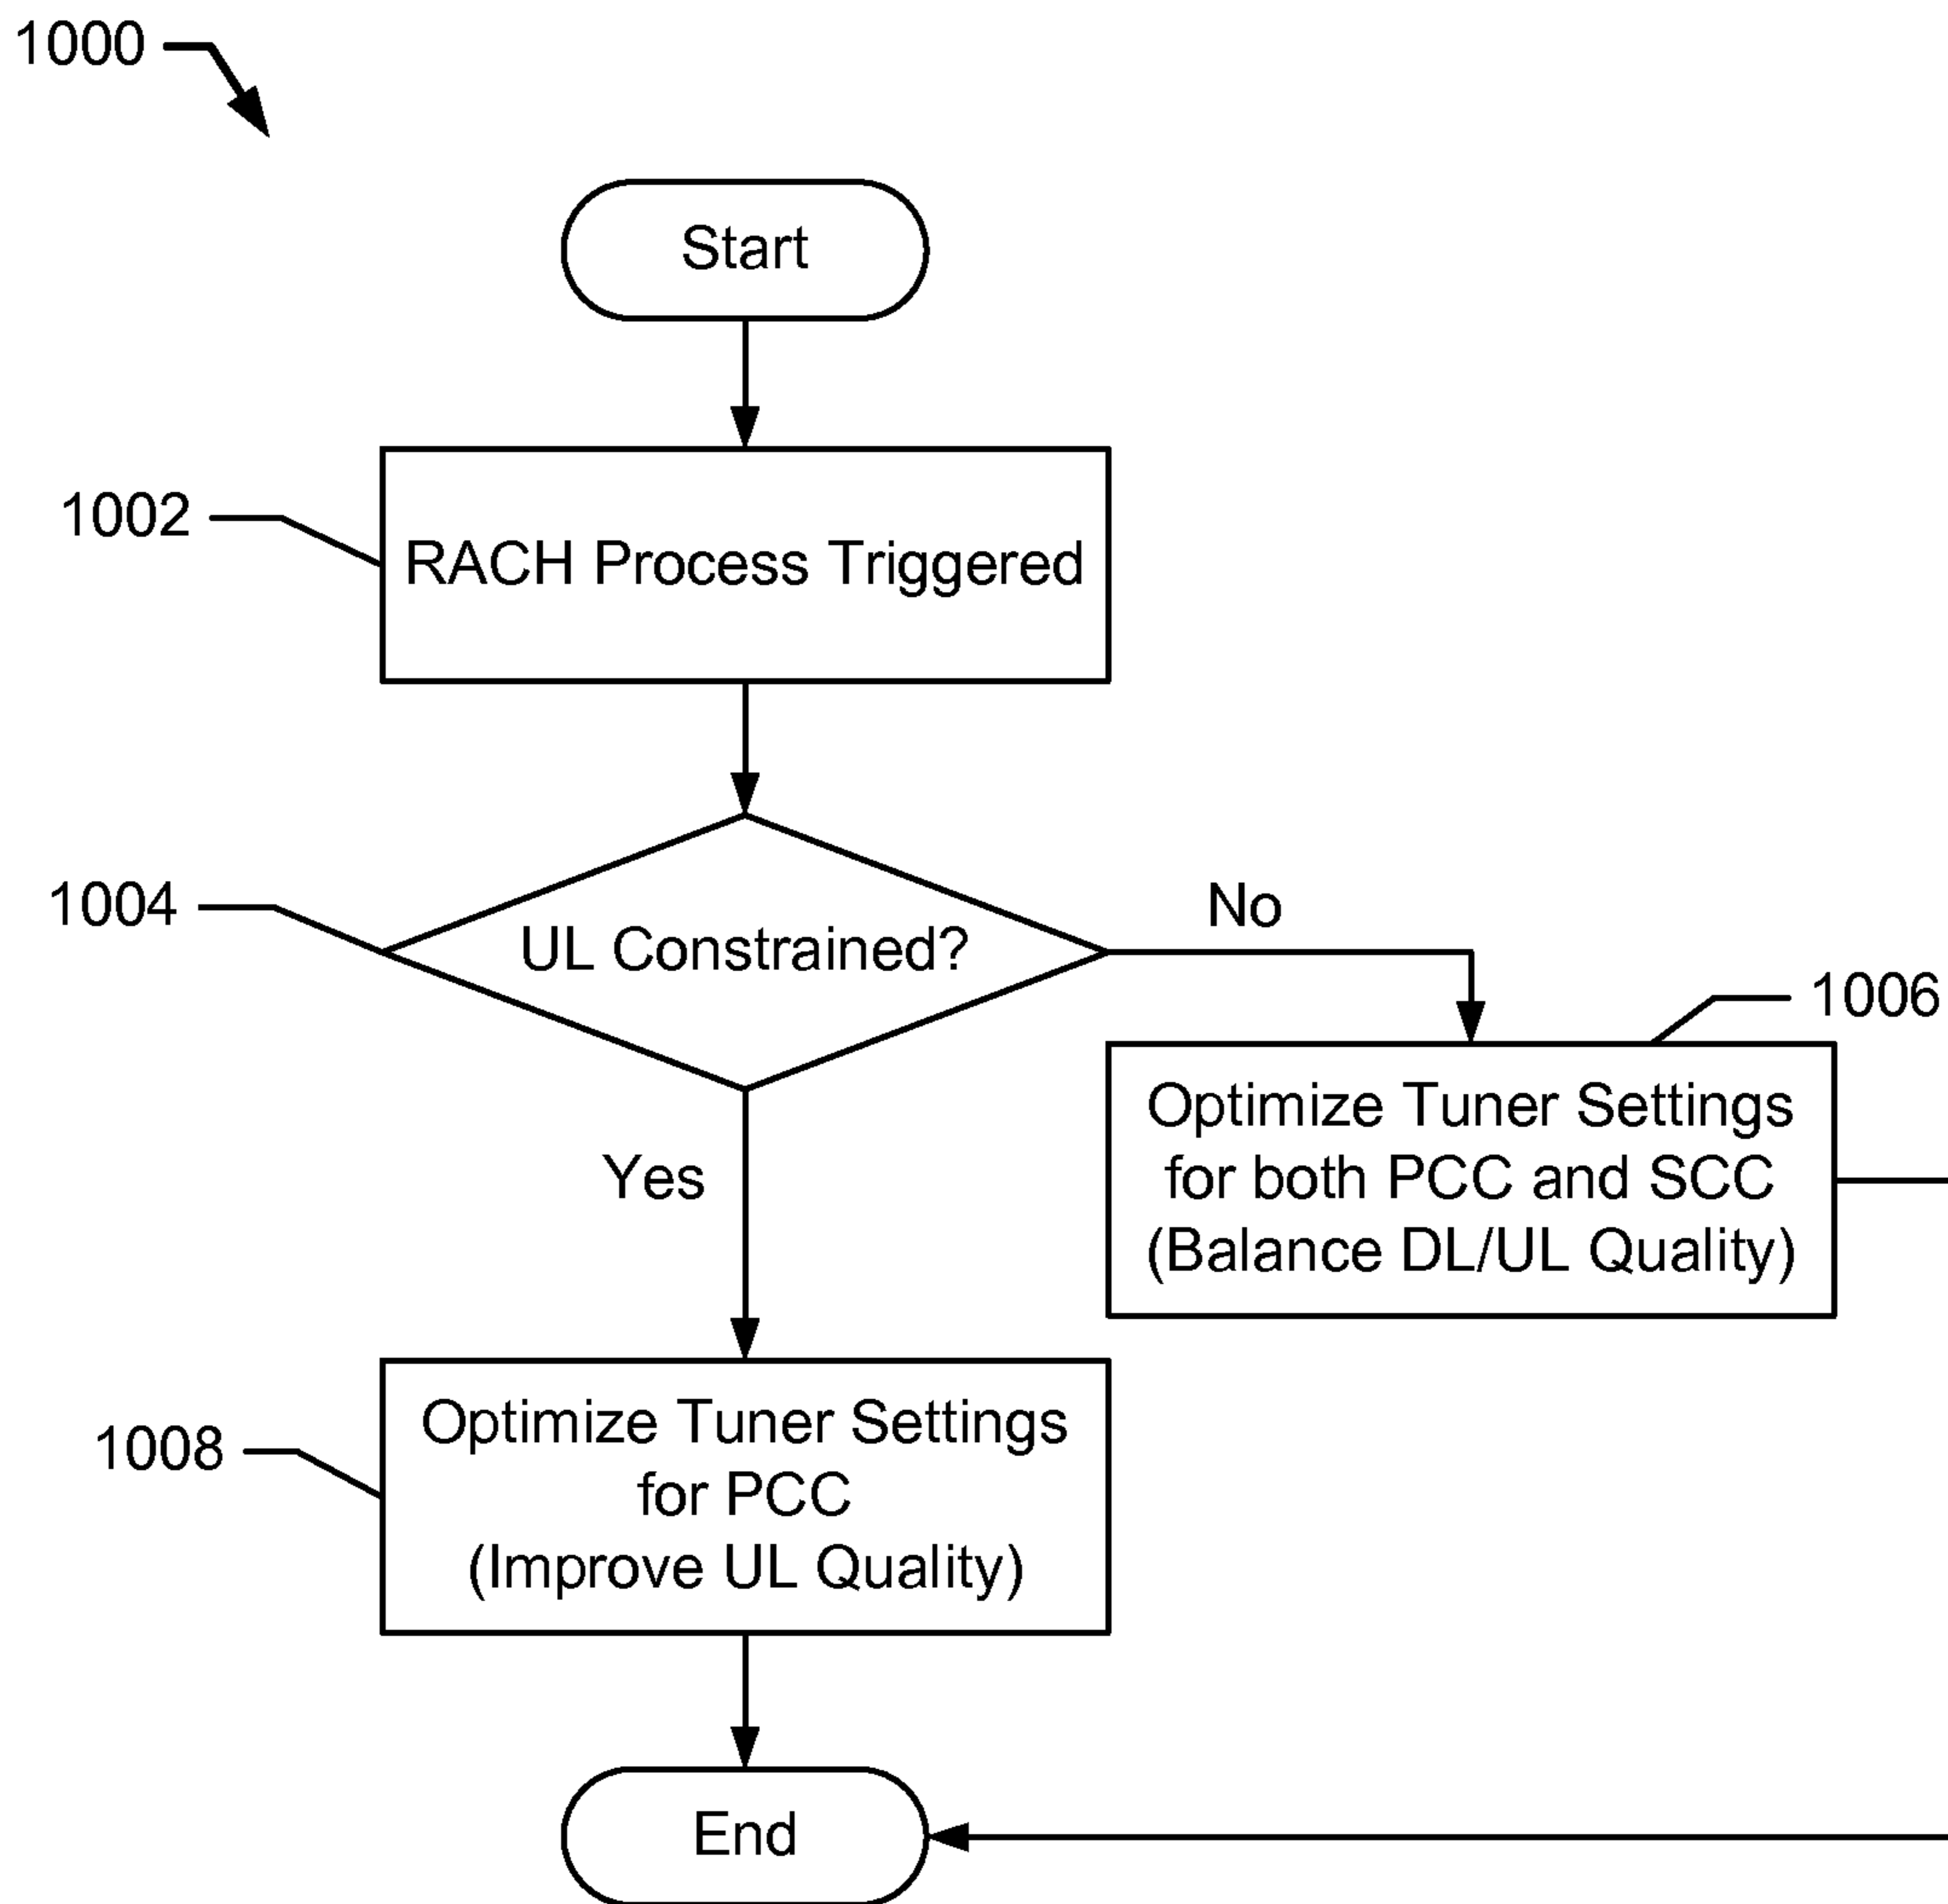 1000
Start
1002
RACH Process Triggered
1004
UL Constrained?
No
1006
Optimize Tuner Settings
for both PCC and SCC
(Balance DL/UL Quality)
Yes
1008
Optimize Tuner Settings
for PCC
(Improve UL Quality)
End